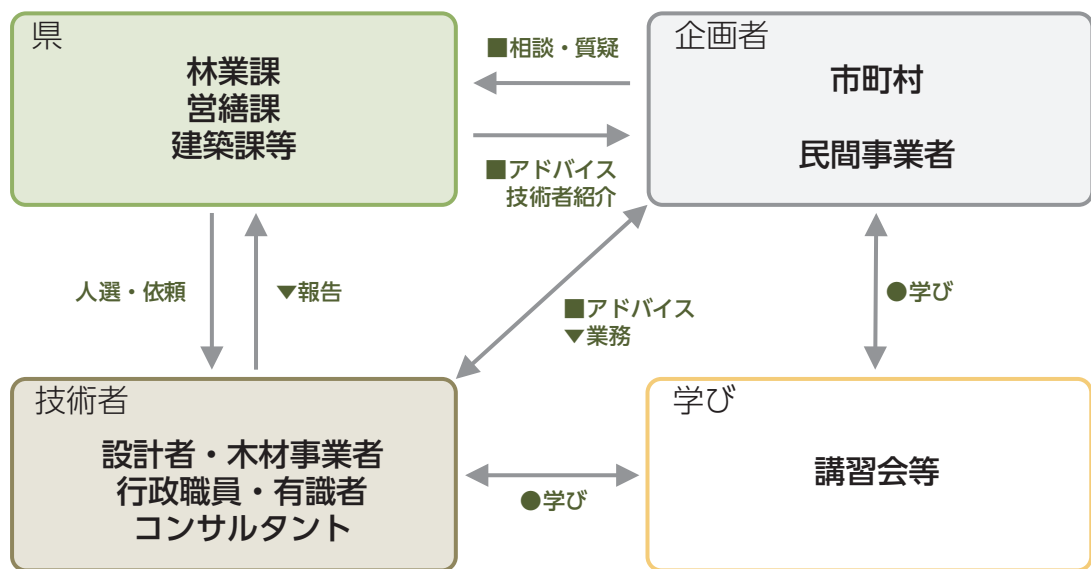 県
林業課
営繕課
建築課等
■相談・質疑
■アドバイス
技術者紹介
企画者
市町村
民間事業者
人選・依頼
▼報告
■アドバイス
▼業務
●学び
技術者
設計者・木材事業者
行政職員・有識者
コンサルタント
●学び
学び
講習会等